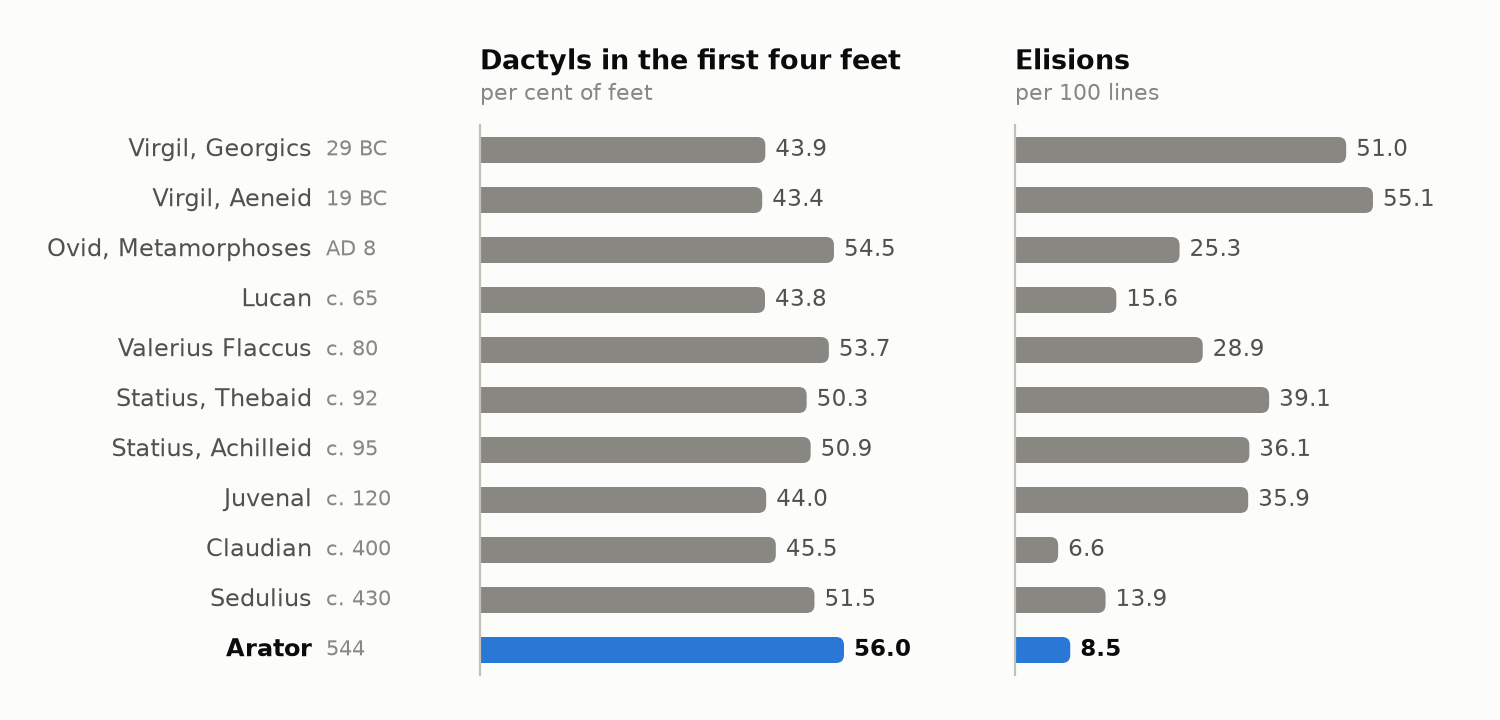 Dactyls in the first four feet
per cent of feet
Elisions
per 100 lines
Virgil, Georgics 29 BC 43.9 51.0
Virgil, Aeneid 19 BC 43.4 55.1
Ovid, Metamorphoses AD 8 54.5 25.3
Lucan c. 65 43.8 15.6
Valerius Flaccus c. 80 53.7 28.9
Statius, Thebaid c. 92 50.3 39.1
Statius, Achilleid c. 95 50.9 36.1
Juvenal c. 120 44.0 35.9
Claudian c. 400 45.5 6.6
Sedulius c. 430 51.5 13.9
Arator 544 56.0 8.5